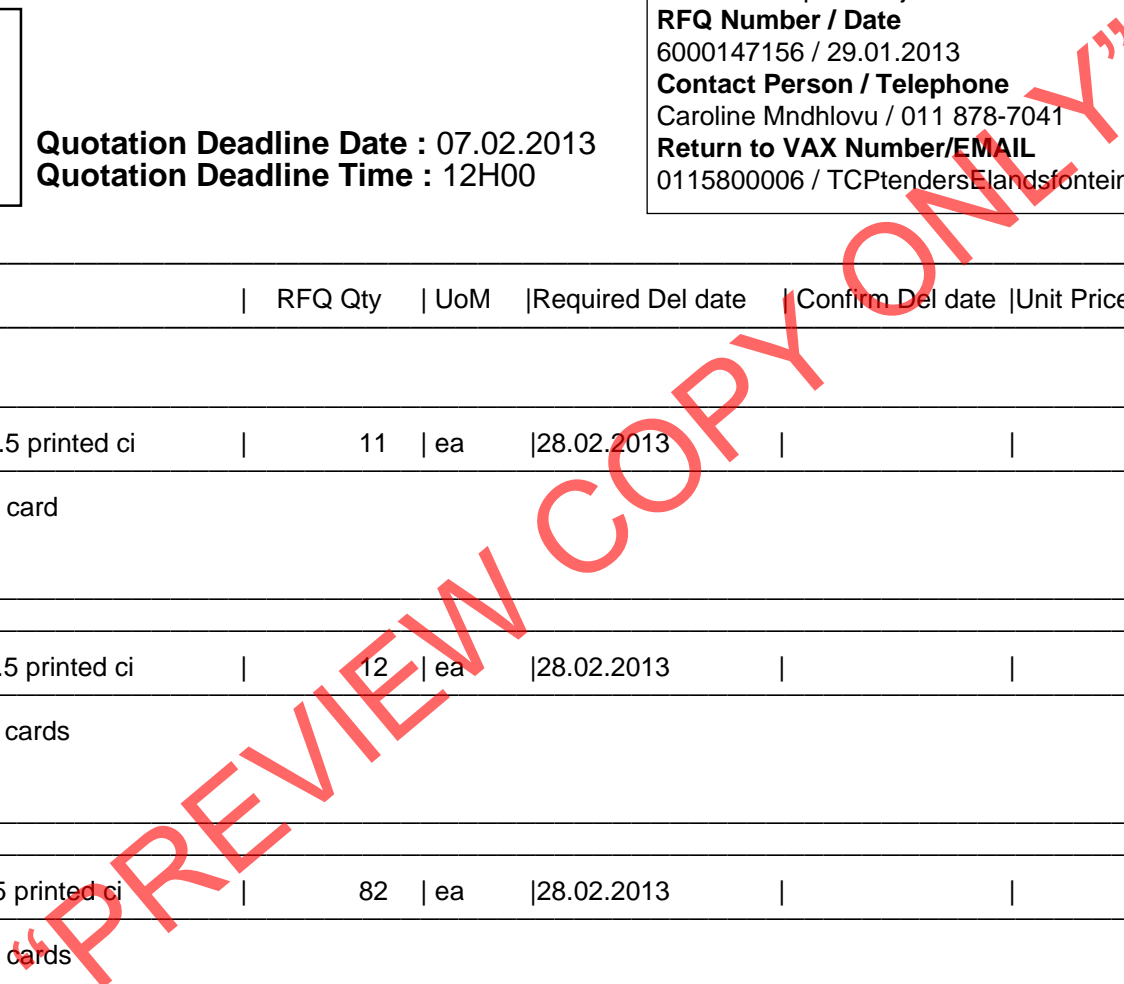 RFQ Number / Date
6000147156 / 29.01.2013
Contact Person / Telephone
Caroline Mndhlovu / 011 878-7041
Quotation Deadline Date : 07.02.2013
Return to VAX Number/EMAIL
Quotation Deadline Time : 12H00
0115800006 / TCPtendersElandsfontein
| RFQ Qty | UoM |Required Del date | Confirm Del date |Unit Price
.5 printed ci | 11 | ea |28.02.2013 | |
card
.5 printed ci | 12 | ea |28.02.2013 | |
cards
5 printed ci | 82 | ea |28.02.2013 | |
cards
“PREVIEW COPY ONLY”